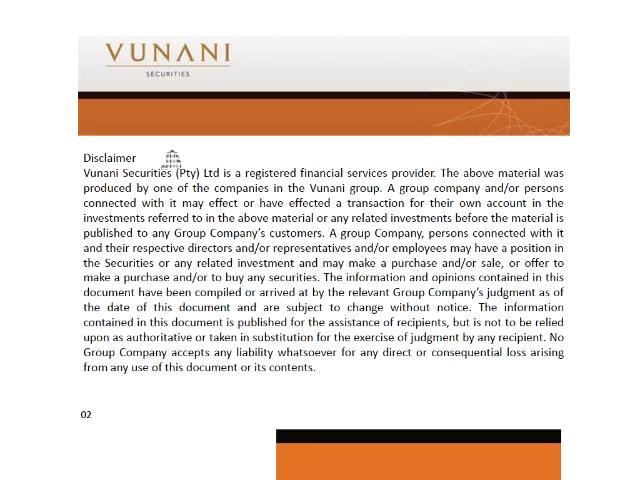 VUNANI
SECURITIES
Disclaimer
Vunani Securities (Pty) Ltd is a registered financial services provider. The above material was
produced by one of the companies in the Vunani group. A group company and/or persons
connected with it may effect or have effected a transaction for their own account in the
investments referred to in the above material or any related investments before the material is
published to any Group Company's customers. A group Company, persons connected with it
and their respective directors and/or representatives and/or employees may have a position in
the Securities or any related investment and may make a purchase and/or sale, or offer to
make a purchase and/or to buy any securities. The information and opinions contained in this
document have been compiled or arrived at by the relevant Group Company's judgment as of
the date of this document and are subject to change without notice. The information
contained in this document is published for the assistance of recipients, but is not to be relied
upon as authoritative or taken in substitution for the exercise of judgment by any recipient. No
Group Company accepts any liability whatsoever for any direct or consequential loss arising
from any use of this document or its contents.
02